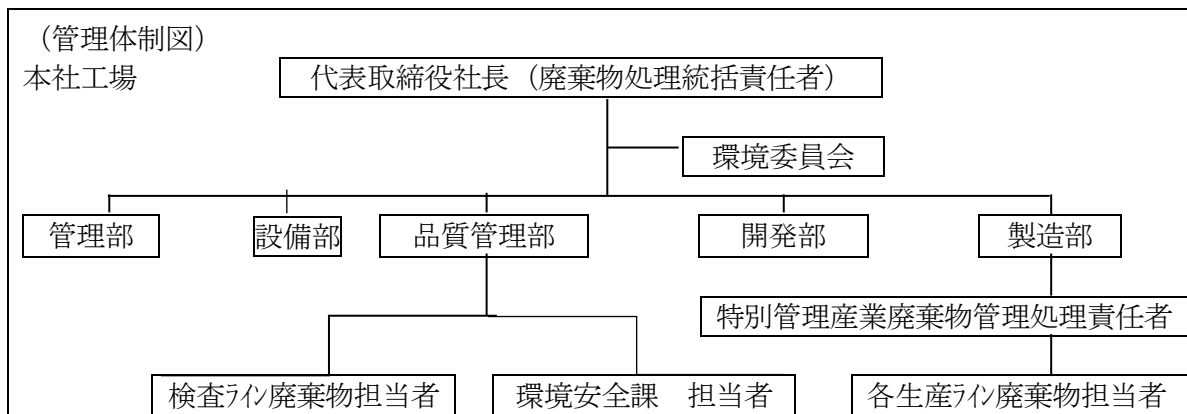 （管理体制図）
本社工場
代表取締役社長（廃棄物処理統括責任者）
環境委員会
管理部 設備部 品質管理部 開発部 製造部
特別管理産業廃棄物管理処理責任者
検査ﾗｲﾝ廃棄物担当者 環境安全課　担当者 各生産ﾗｲﾝ廃棄物担当者